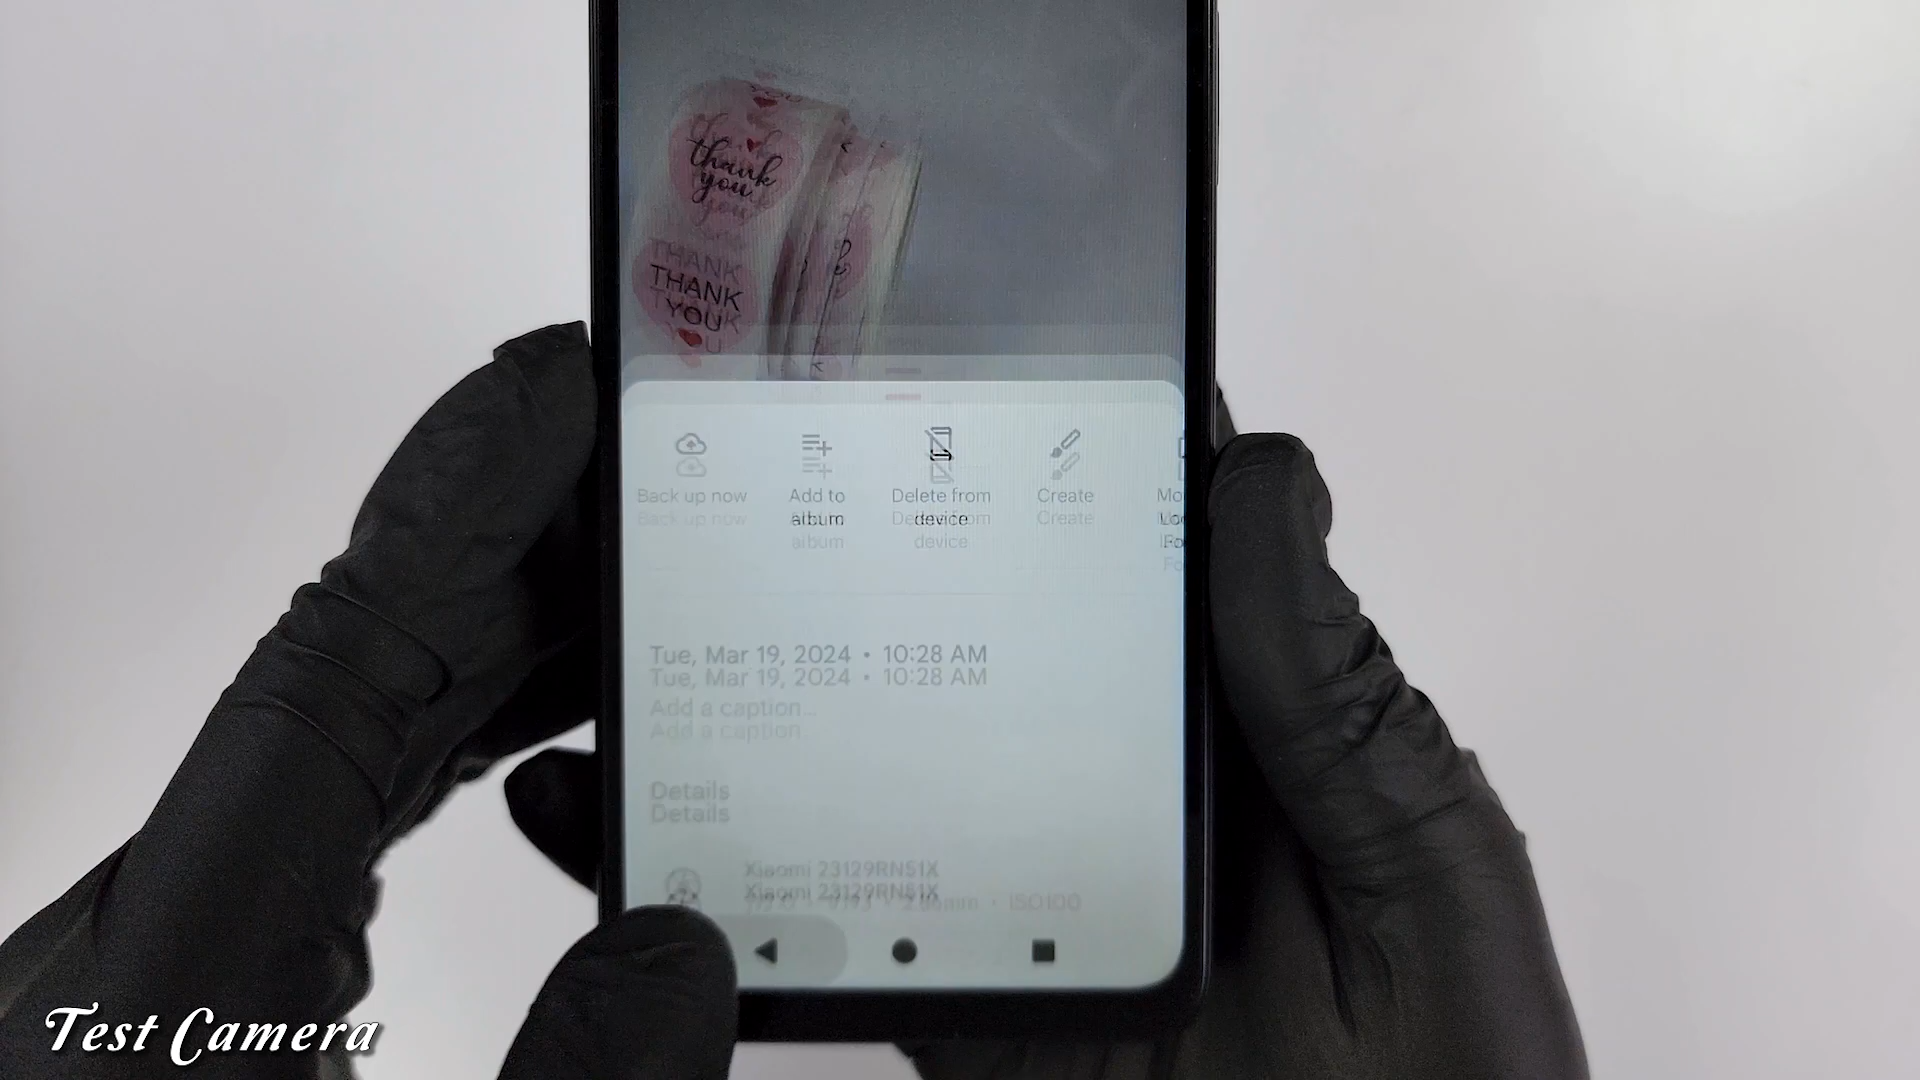 thank
you
THANK
YOU
Back up now
Add to
album
Delete from
device
Create
Tue, Mar 19, 2024 • 10:28 AM
Add a caption...
Details
Xiaomi 23129RN51X
ISO100
Test Camera